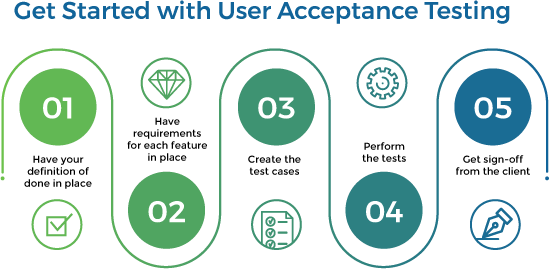 Get Started with User Acceptance Testing
01
Have your
definition of
done in place
Have
requirements
for each feature
in place
02
03
Create the
test cases
Perform
the tests
04
05
Get sign-off
from the client